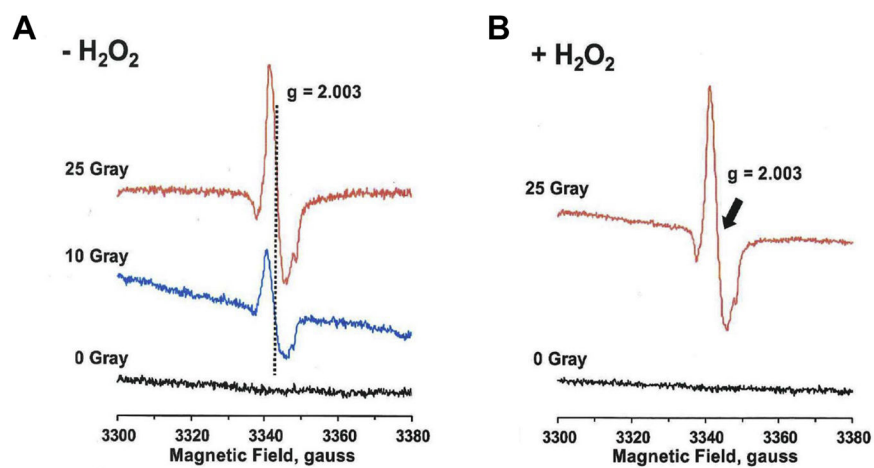 A
- H₂O₂
g = 2.003
25 Gray
10 Gray
0 Gray
3300 3320 3340 3360 3380
Magnetic Field, gauss
B
+ H₂O₂
g = 2.003
25 Gray
0 Gray
3300 3320 3340 3360 3380
Magnetic Field, gauss